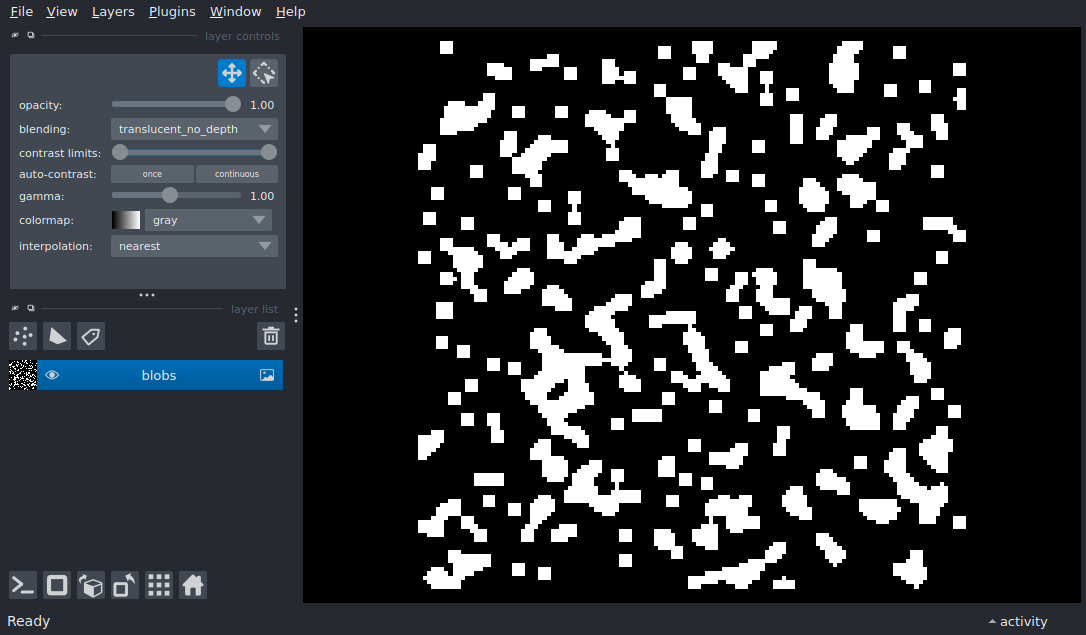 File View Layers Plugins Window Help
layer controls
opacity: 1.00
blending: translucent_no_depth
contrast limits:
auto-contrast: once continuous
gamma: 1.00
colormap: gray
interpolation: nearest
layer list
blobs
Ready
activity